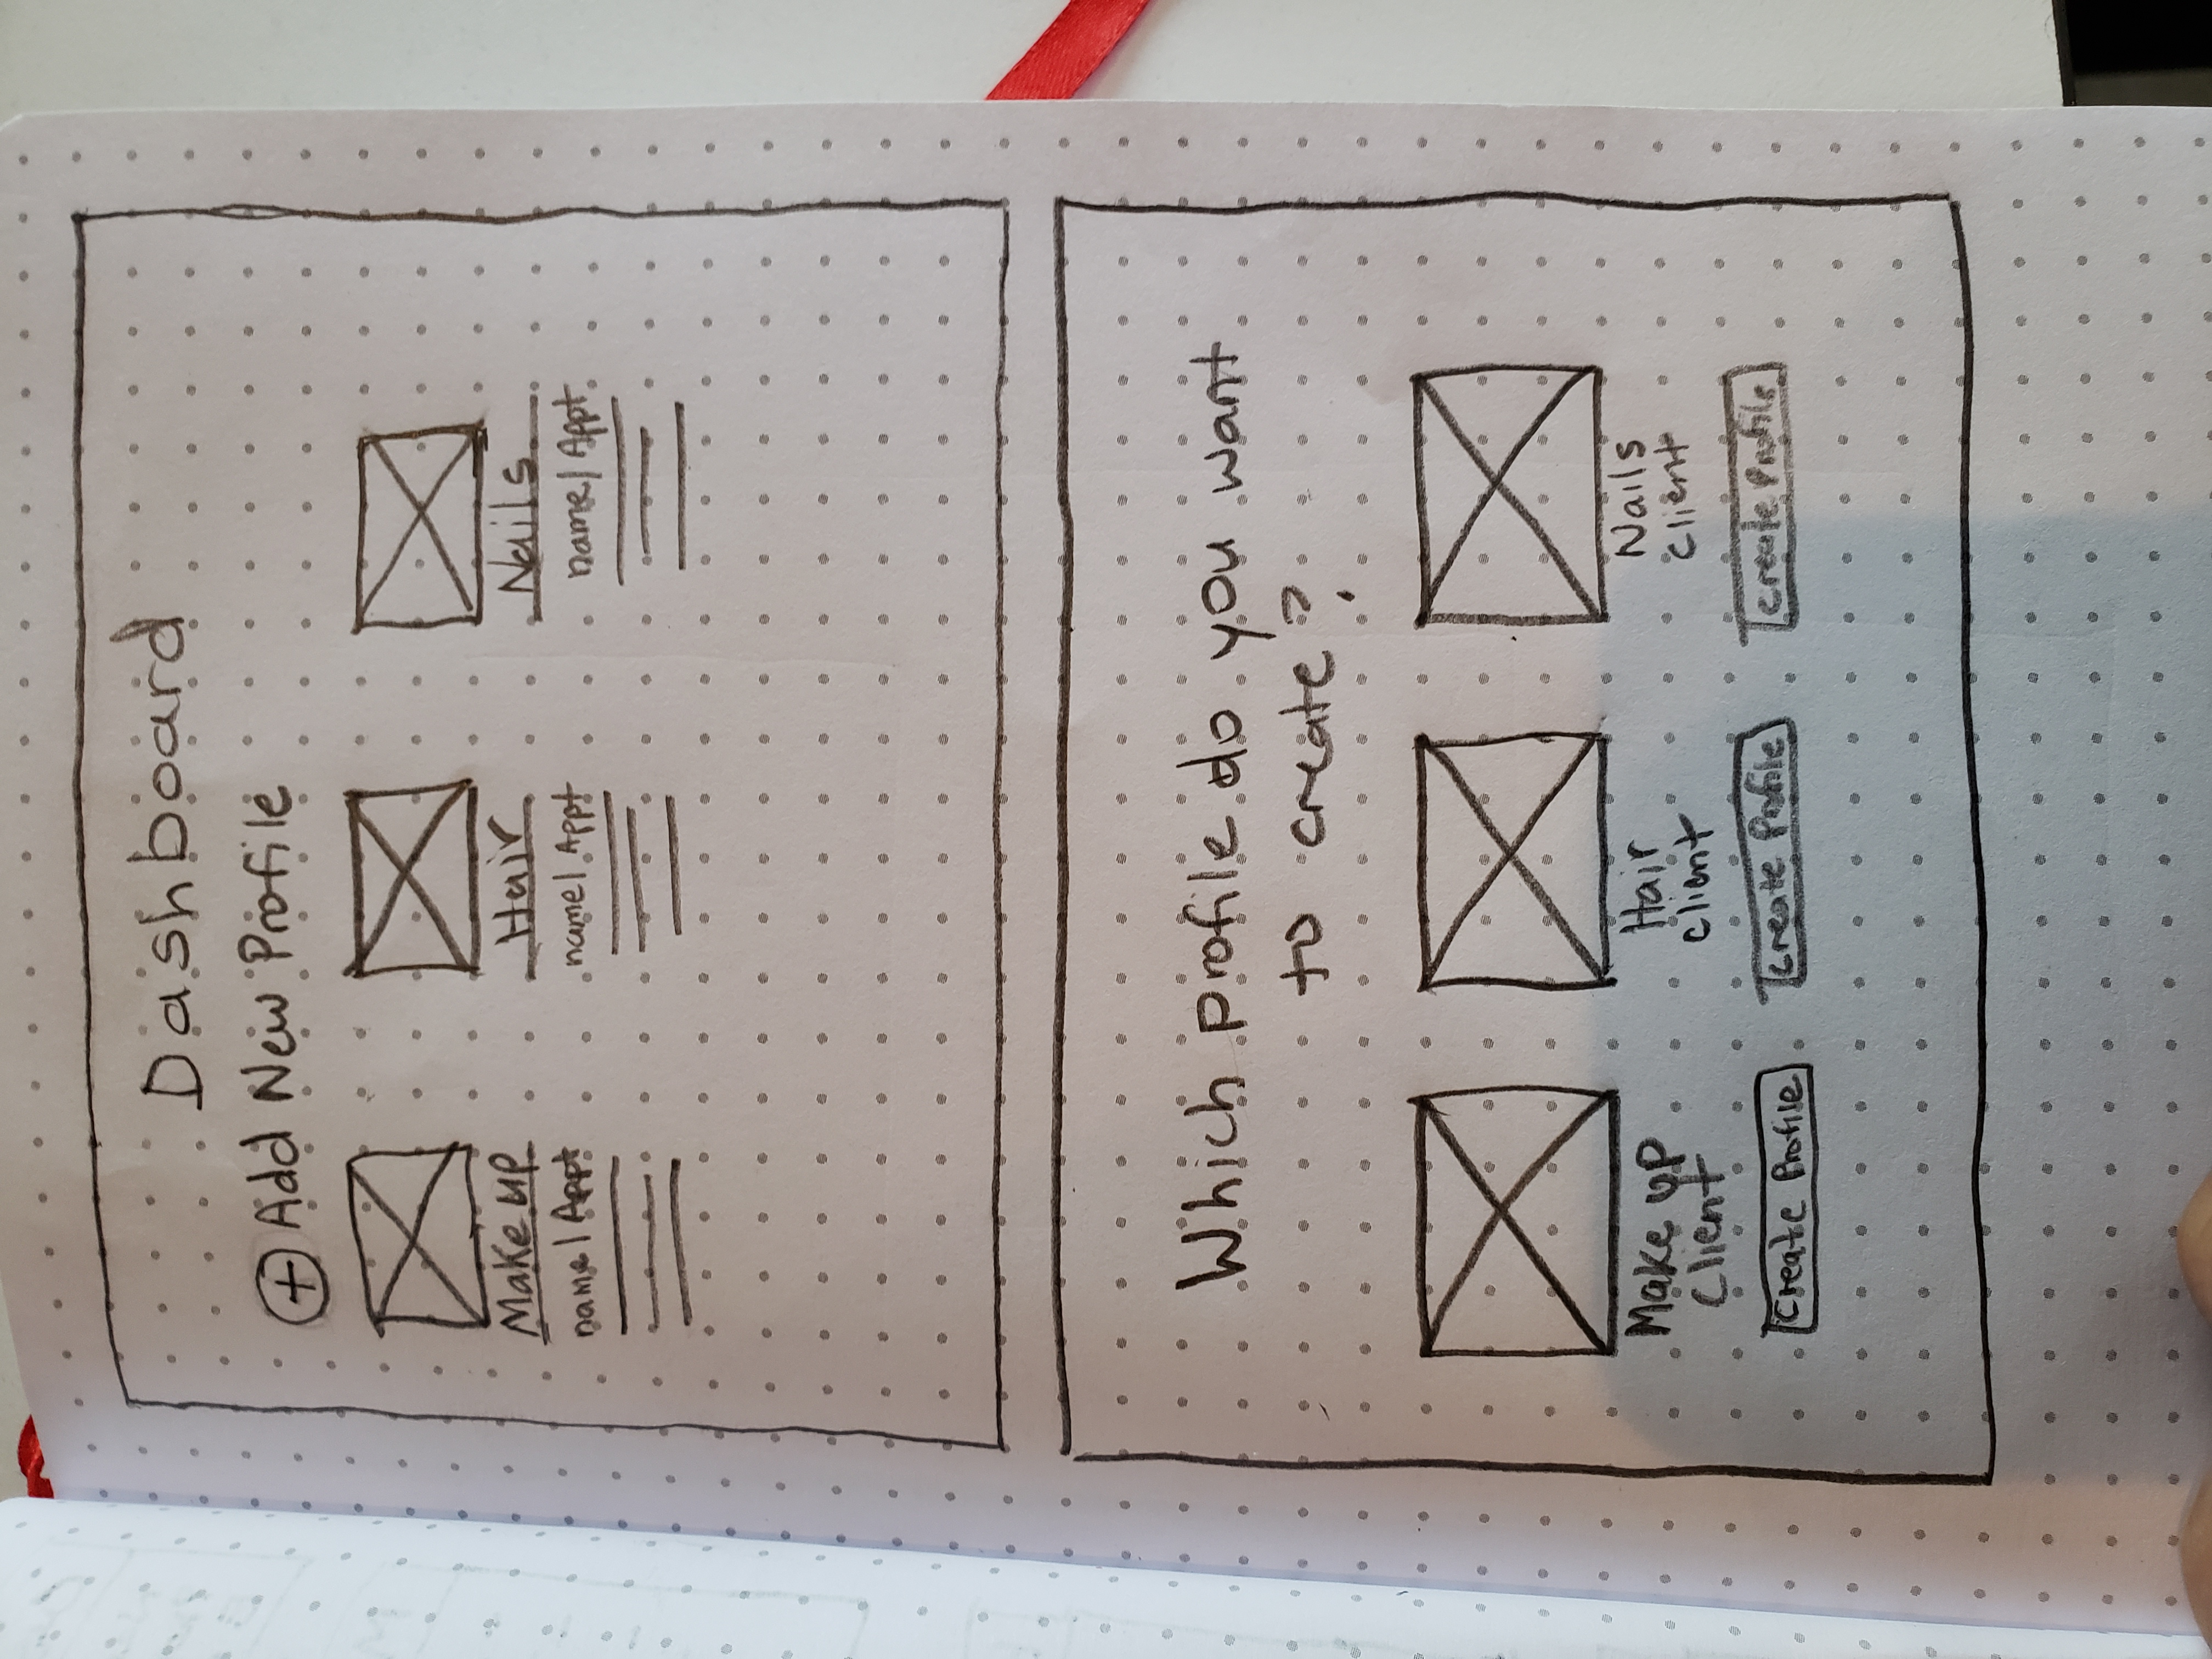 Dashboard
+ Add New Profile
Make up Hair Nails
name | Appt name | Appt name | Appt
Which profile do you want
to create?
Make up Hair Nails
Client client client
Create Profile Create Profile Create Profile